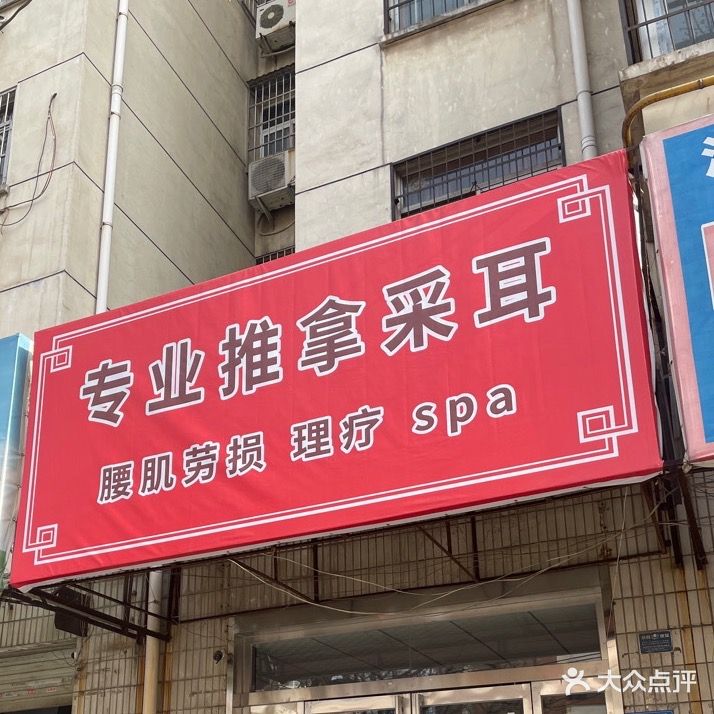 专业推拿采耳
腰肌劳损 理疗 spa
大众点评